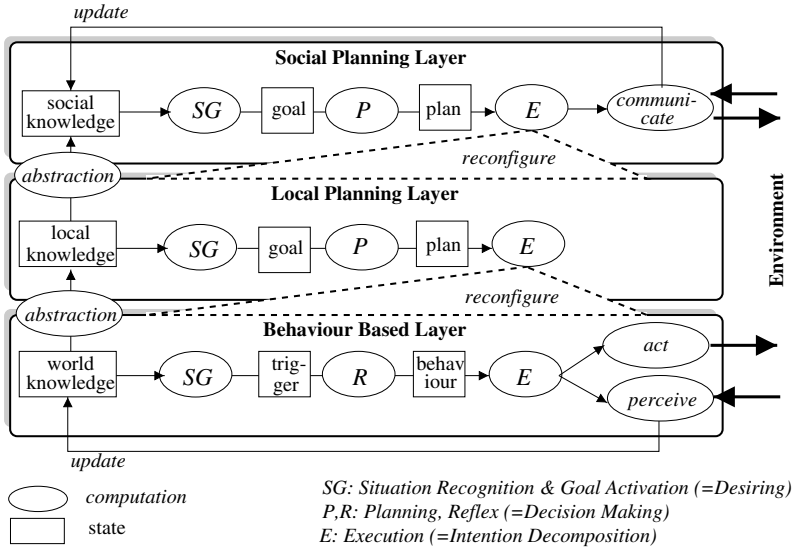 update
Social Planning Layer
social
knowledge
SG
goal
P
plan
E
communi-
cate
abstraction
reconfigure
Local Planning Layer
local
knowledge
SG
goal
P
plan
E
Environment
abstraction
reconfigure
Behaviour Based Layer
world
knowledge
SG
trig-
ger
R
behav
iour
E
act
perceive
update
computation
state
SG: Situation Recognition & Goal Activation (=Desiring)
P,R: Planning, Reflex (=Decision Making)
E: Execution (=Intention Decomposition)